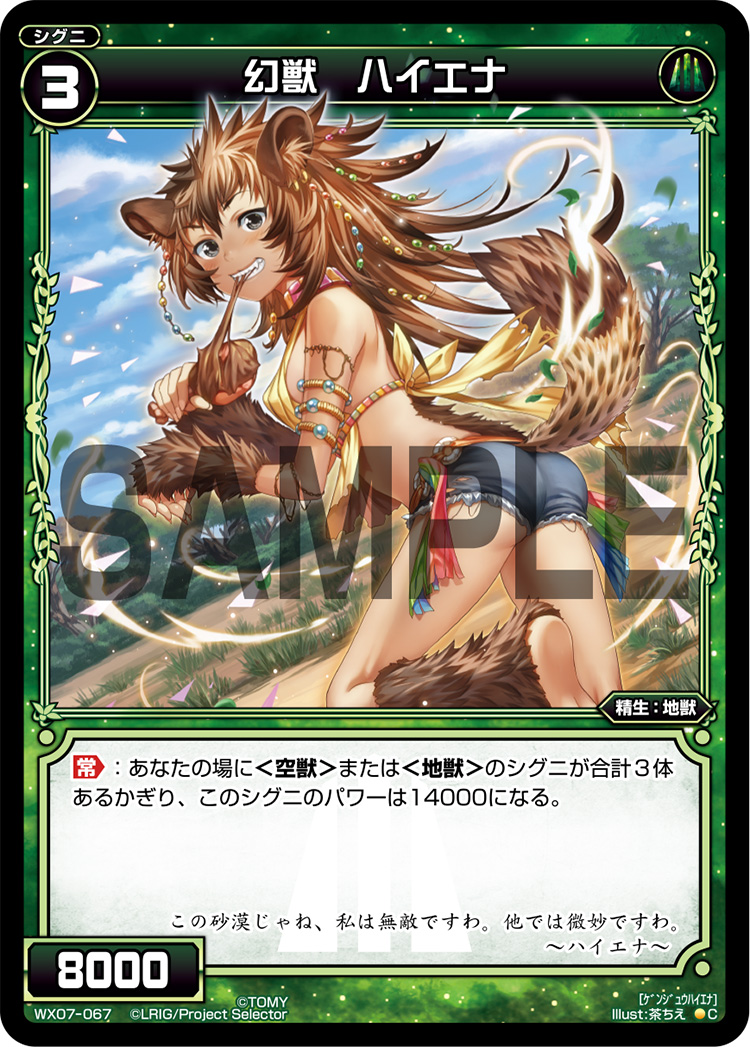 シグニ
3
幻獣 ハイエナ
SAMPLE
精生：地獣
常：あなたの場に＜空獣＞または＜地獣＞のシグニが合計３体
あるかぎり、このシグニのパワーは14000になる。
この砂漠じゃね、私は無敵ですわ。他では微妙ですわ。
～ハイエナ～
8000
©TOMY
[ｹﾞﾝｼﾞｭｳﾊｲｴﾅ]
WX07-067 ©LRIG/Project Selector
Illust:茶ちえ C